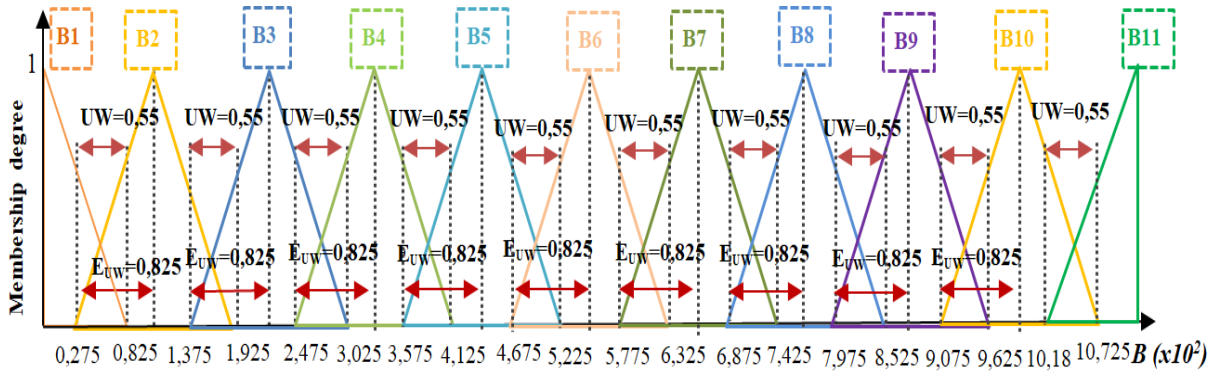 B1 B2 B3 B4 B5 B6 B7 B8 B9 B10 B11
1
UW=0,55 UW=0,55 UW=0,55 UW=0,55 UW=0,55 UW=0,55 UW=0,55 UW=0,55 UW=0,55 UW=0,55
Membership degree
EUW=0,825 EUW=0,825 EUW=0,825 EUW=0,825 EUW=0,825 EUW=0,825 EUW=0,825 EUW=0,825 EUW=0,825
0,275 0,825 1,375 1,925 2,475 3,025 3,575 4,125 4,675 5,225 5,775 6,325 6,875 7,425 7,975 8,525 9,075 9,625 10,18 10,725 B (x10²)